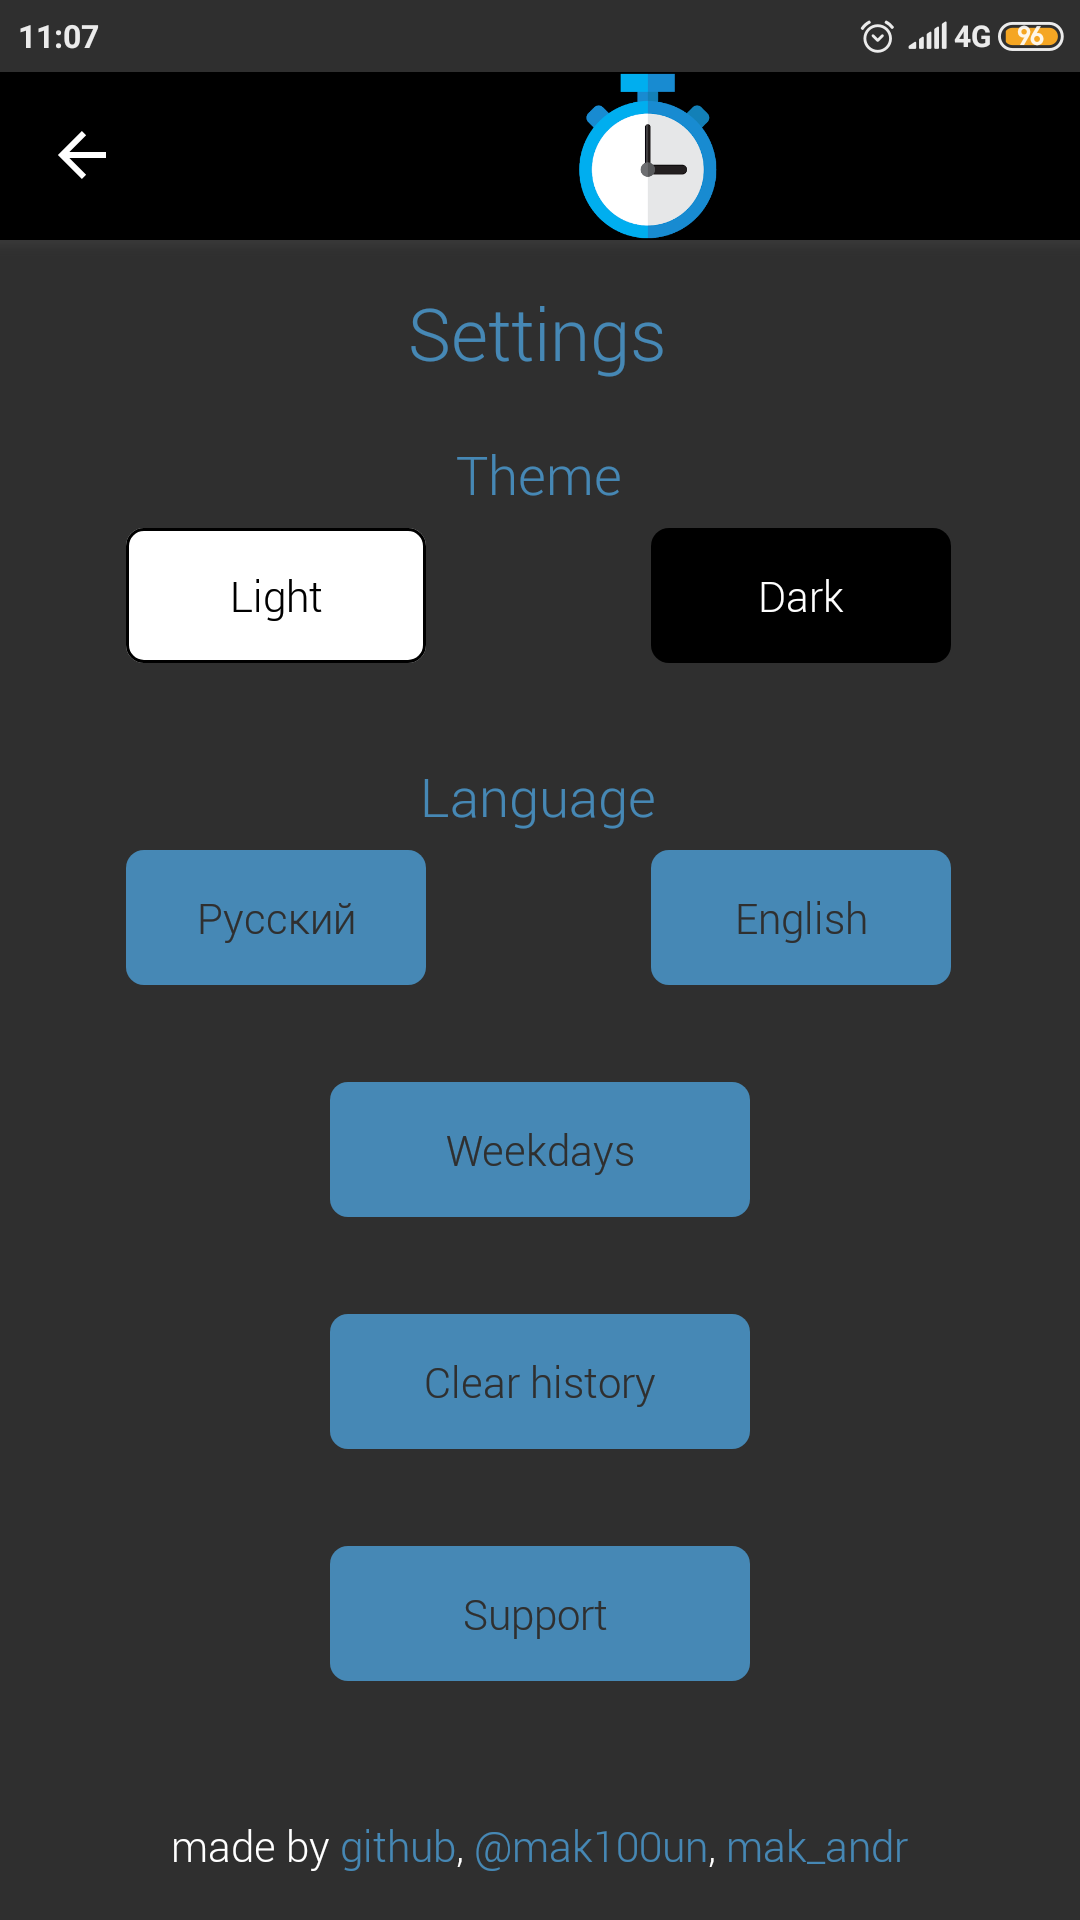 11:07 4G 96
Settings
Theme
Light Dark
Language
Русский English
Weekdays
Clear history
Support
made by github, @mak100un, mak_andr